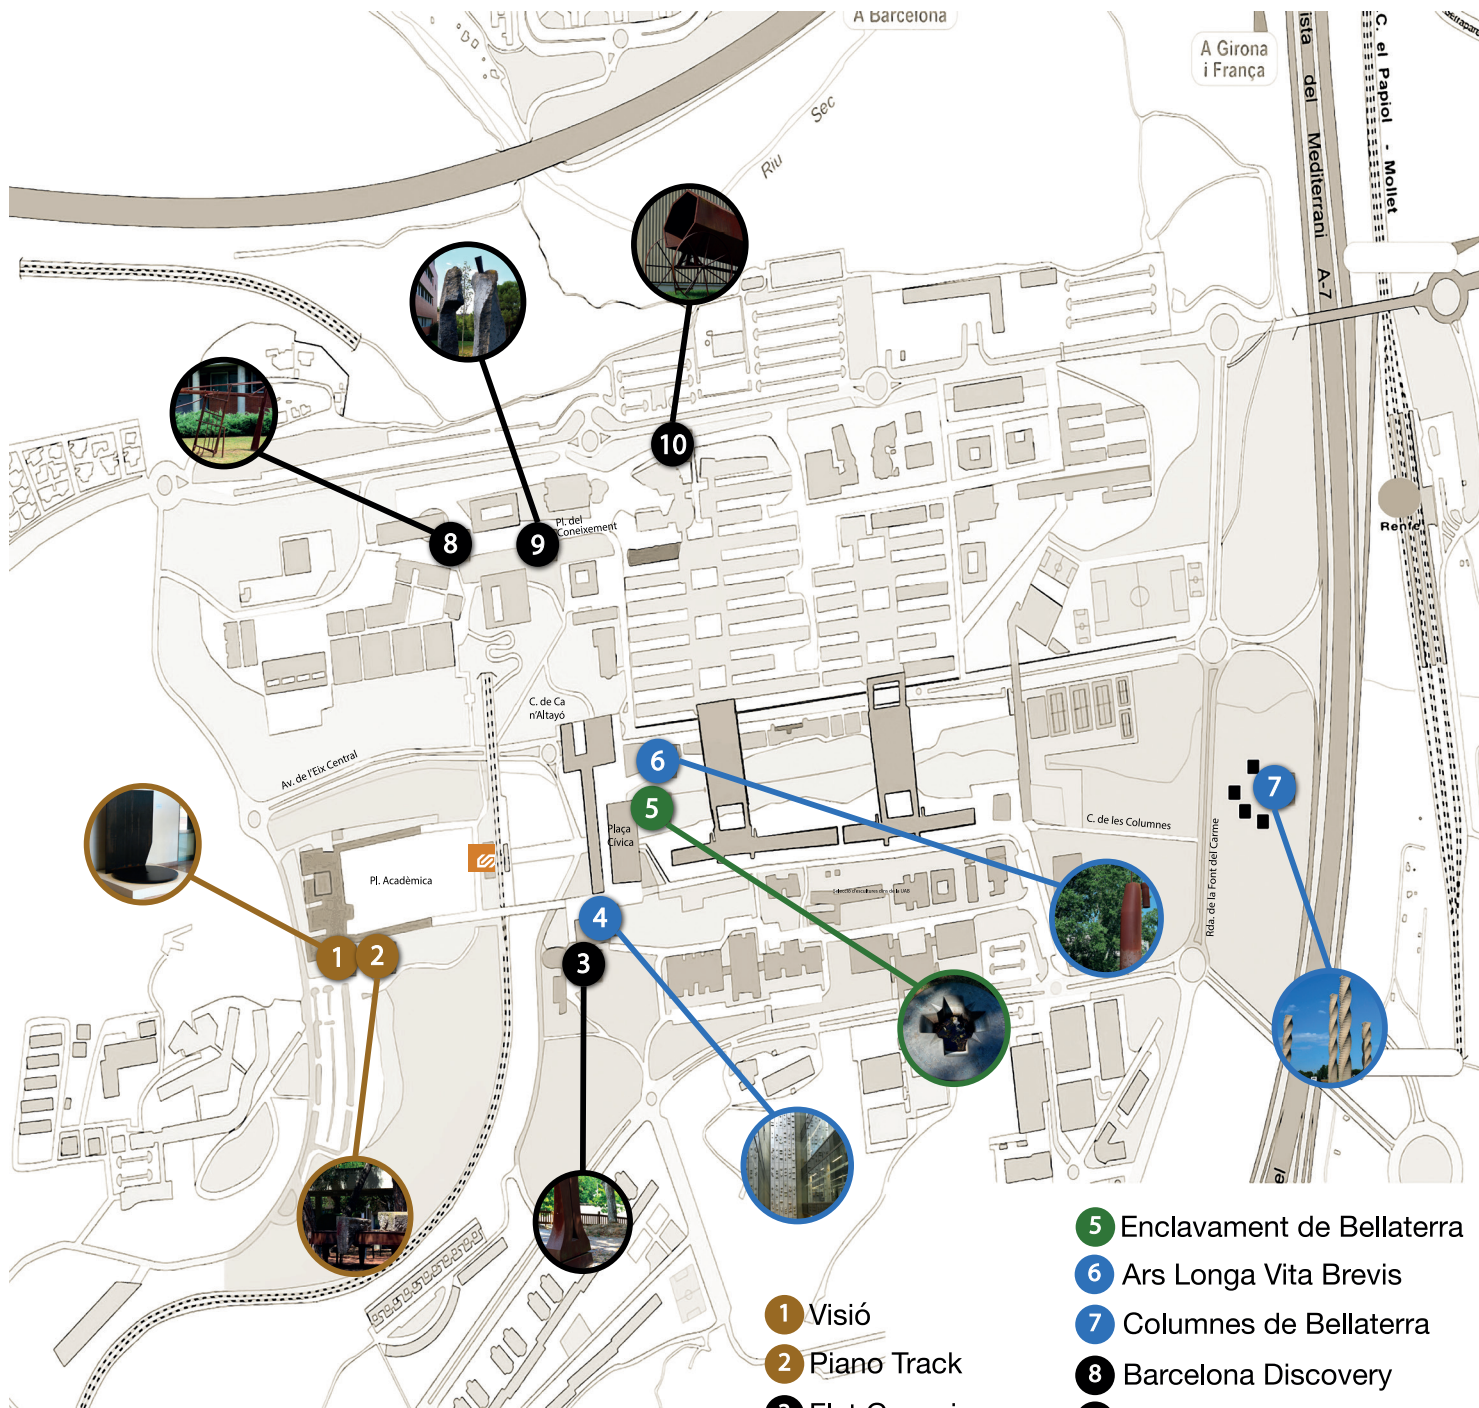 A Barcelona
A Girona
i França
ista del Mediterrani A-7
C. el Papiol - Mollet
Riu Sec
10
8
9
Pl. del
Coneixement
Renfe
C. de Ca
n'Altayó
Av. de l'Eix Central
6
5
7
Plaça
Cívica
C. de les Columnes
Rda. de la Font del Carme
Pl. Acadèmica
4
1
2
3
el
5 Enclavament de Bellaterra
6 Ars Longa Vita Brevis
7 Columnes de Bellaterra
8 Barcelona Discovery
1 Visió
2 Piano Track